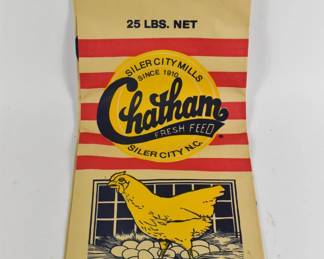 25 LBS. NET
SILER CITY MILLS
SINCE 1910
Chatham
FRESH FEED
SILER CITY N.C.